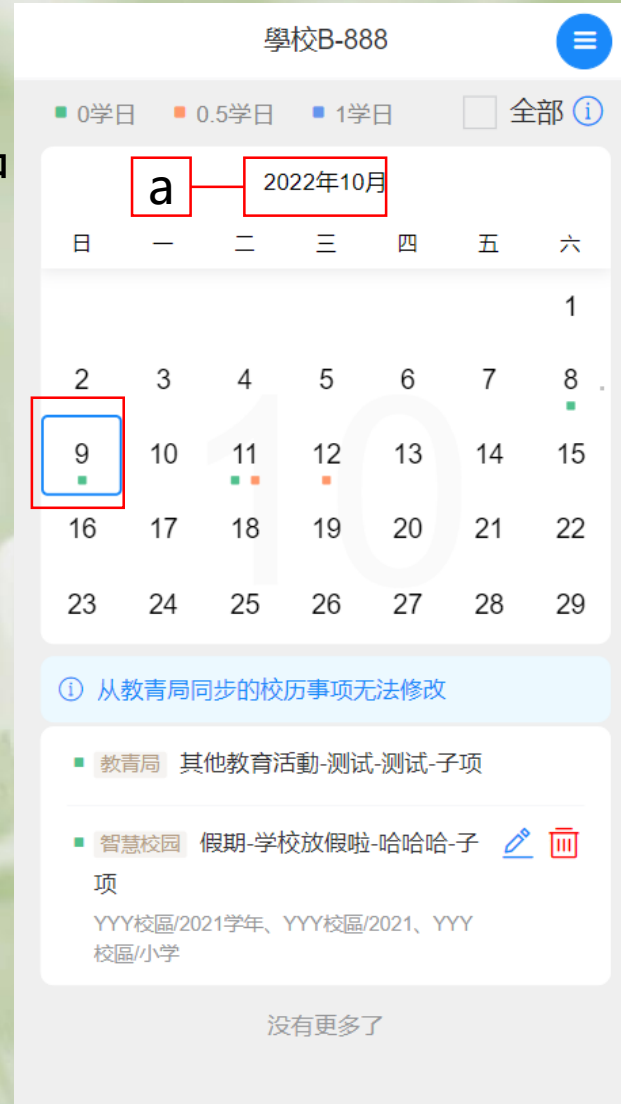 學校B-888
0学日 0.5学日 1学日 全部
a 2022年10月
日 一 二 三 四 五 六
1
2 3 4 5 6 7 8
9 10 11 12 13 14 15
16 17 18 19 20 21 22
23 24 25 26 27 28 29
10
从教青局同步的校历事项无法修改
教青局 其他教育活動-测试-测试-子项
智慧校园 假期-学校放假啦-哈哈哈-子
项
YYY校區/2021学年、YYY校區/2021、YYY
校區/小学
没有更多了